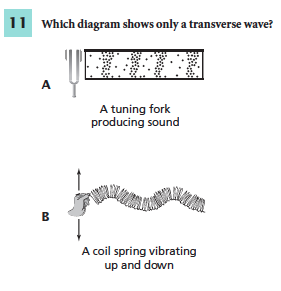 11 Which diagram shows only a transverse wave?
A
A tuning fork
producing sound
B
A coil spring vibrating
up and down